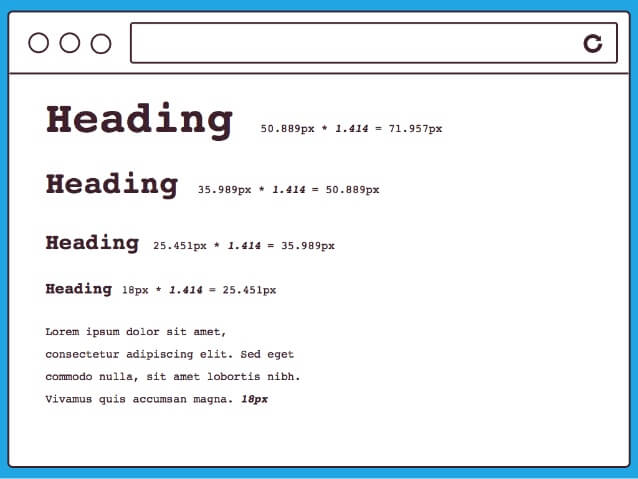 Heading 50.889px * 1.414 = 71.957px
Heading 35.989px * 1.414 = 50.889px
Heading 25.451px * 1.414 = 35.989px
Heading 18px * 1.414 = 25.451px
Lorem ipsum dolor sit amet,
consectetur adipiscing elit. Sed eget
commodo nulla, sit amet lobortis nibh.
Vivamus quis accumsan magna. 18px